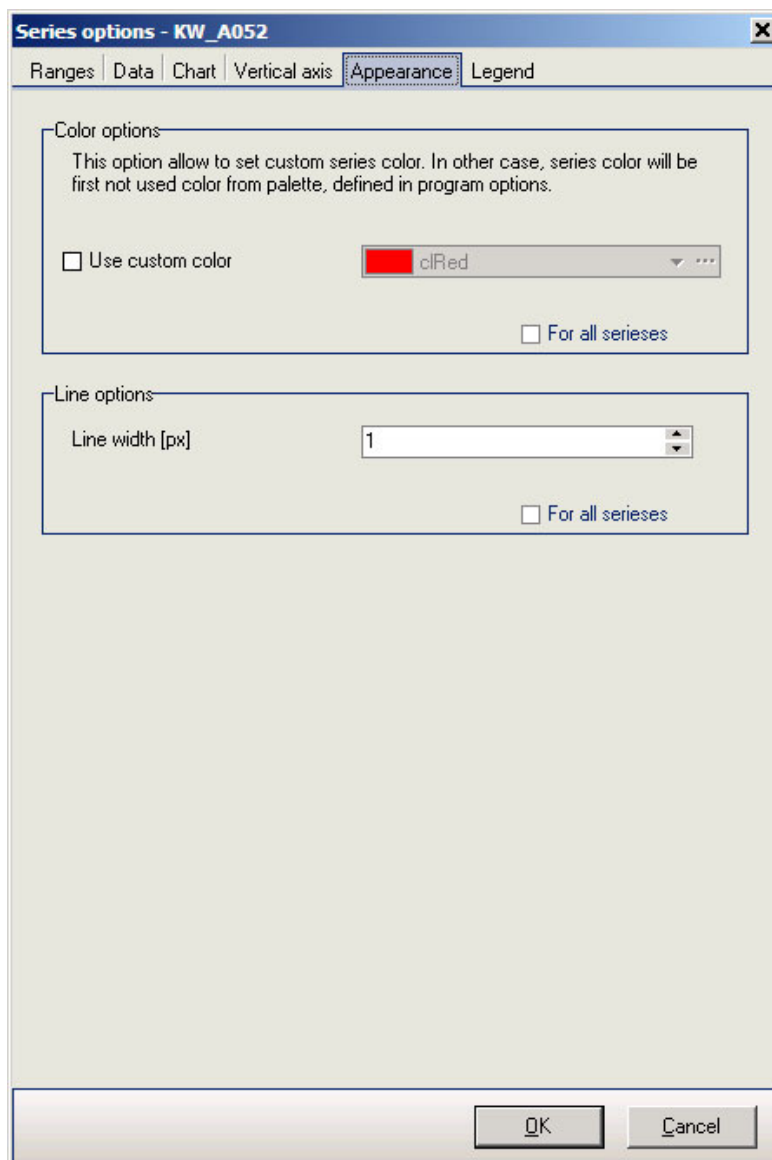 Series options - KW_A052
Ranges Data Chart Vertical axis Appearance Legend
Color options
This option allow to set custom series color. In other case, series color will be
first not used color from palette, defined in program options.
Use custom color clRed
For all serieses
Line options
Line width [px] 1
For all serieses
OK Cancel